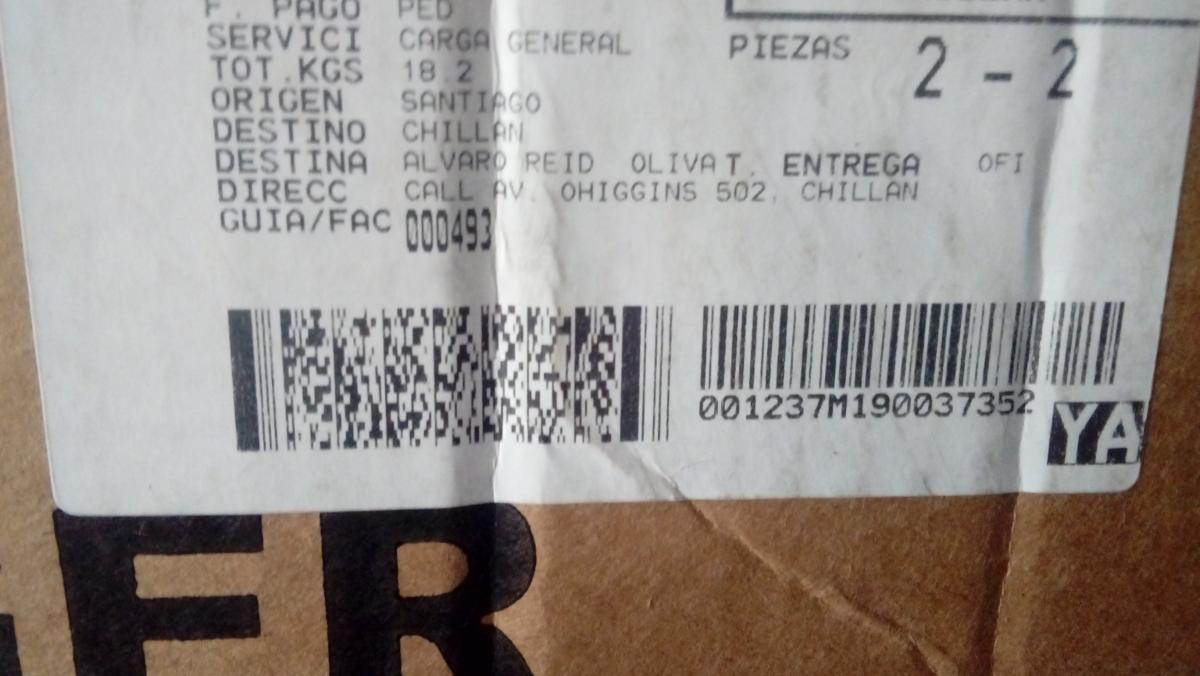 F. PAGO PED
SERVICI CARGA GENERAL PIEZAS 2 - 2
TOT.KGS 18.2
ORIGEN SANTIAGO
DESTINO CHILLAN
DESTINA ALVARO REID OLIVA T. ENTREGA OFI
DIRECC CALL AV. OHIGGINS 502, CHILLAN
GUIA/FAC 000493
001237M190037352
YA
ER